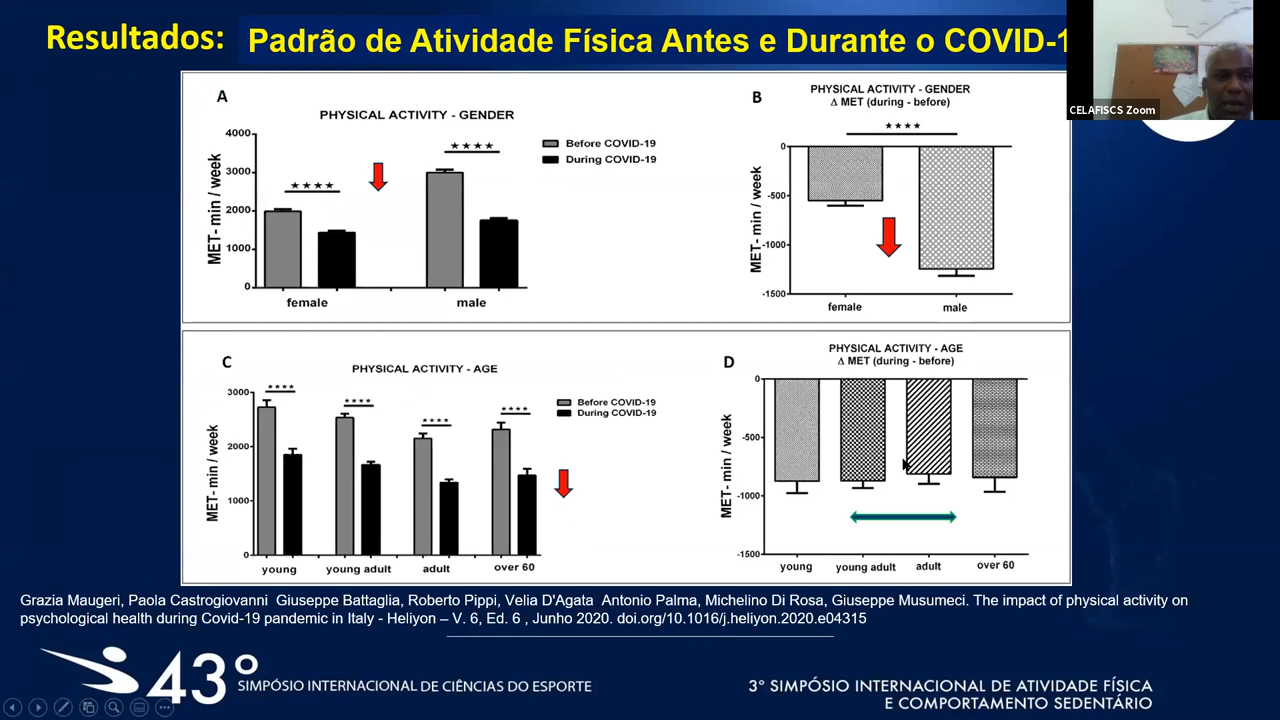 Resultados:
Padrão de Atividade Física Antes e Durante o COVID-1
CELAFISCS Zoom
A
PHYSICAL ACTIVITY - GENDER
4000
3000
2000
1000
0
MET- min / week
★★★★
★★★★
Before COVID-19
During COVID-19
female
male
B
PHYSICAL ACTIVITY - GENDER
Δ MET (during - before)
★★★★
0
-500
-1000
-1500
MET- min / week
female
male
C
PHYSICAL ACTIVITY - AGE
3000
2000
1000
0
MET- min / week
★★★★
★★★★
★★★★
★★★★
Before COVID-19
During COVID-19
young
young adult
adult
over 60
D
PHYSICAL ACTIVITY - AGE
Δ MET (during - before)
0
-500
-1000
-1500
MET- min / week
young
young adult
adult
over 60
Grazia Maugeri, Paola Castrogiovanni Giuseppe Battaglia, Roberto Pippi, Velia D'Agata Antonio Palma, Michelino Di Rosa, Giuseppe Musumeci. The impact of physical activity on
psychological health during Covid-19 pandemic in Italy - Heliyon – V. 6, Ed. 6 , Junho 2020. doi.org/10.1016/j.heliyon.2020.e04315
43º
SIMPÓSIO INTERNACIONAL DE CIÊNCIAS DO ESPORTE
3° SIMPÓSIO INTERNACIONAL DE ATIVIDADE FÍSICA
E COMPORTAMENTO SEDENTÁRIO